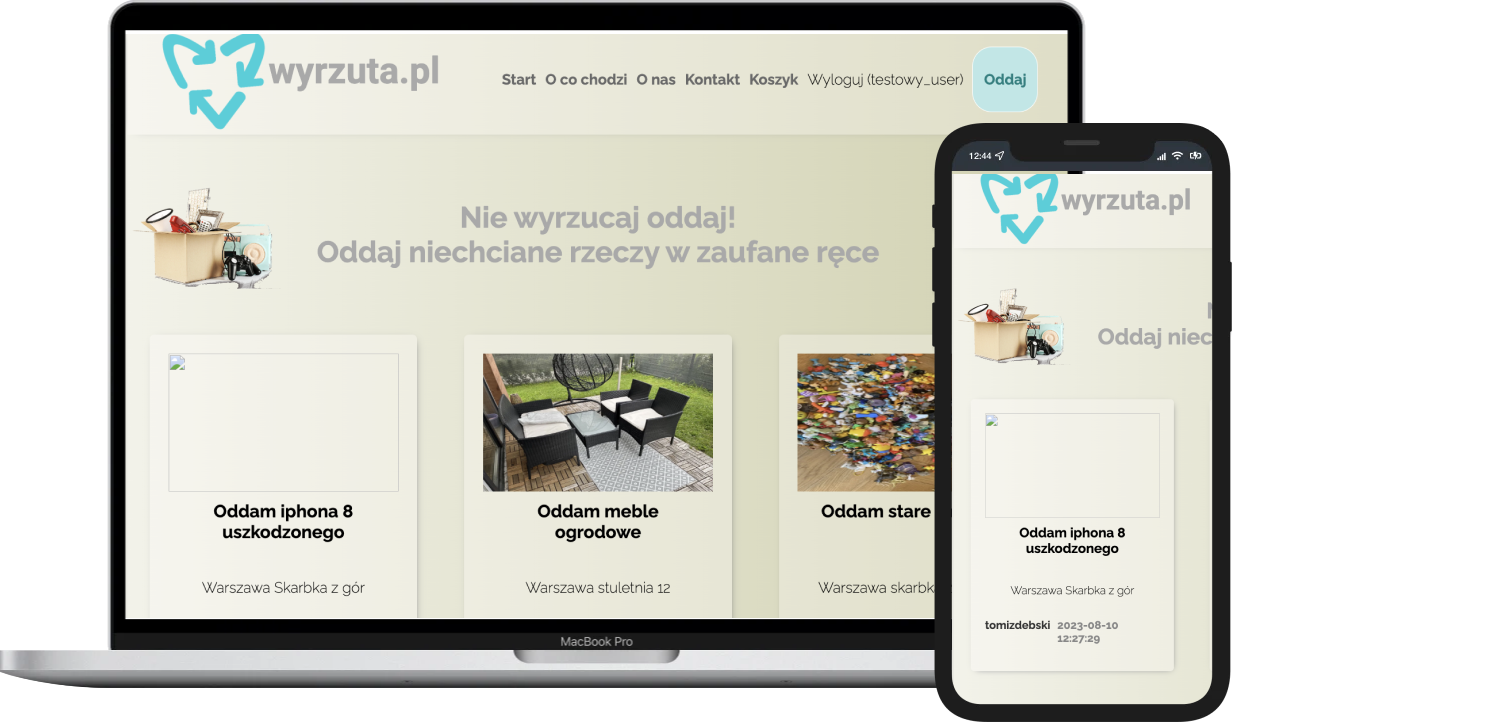 wyrzuta.pl
Start O co chodzi O nas Kontakt Koszyk Wyloguj (testowy_user) Oddaj
Nie wyrzucaj oddaj!
Oddaj niechciane rzeczy w zaufane ręce
Oddam iphona 8
uszkodzonego
Warszawa Skarbka z gór
Oddam meble
ogrodowe
Warszawa stuletnia 12
Oddam stare
Warszawa skarbk
MacBook Pro
12:44
wyrzuta.pl
N
Oddaj niec
Oddam iphona 8
uszkodzonego
Warszawa Skarbka z gór
tomizdebski 2023-08-10
12:27:29